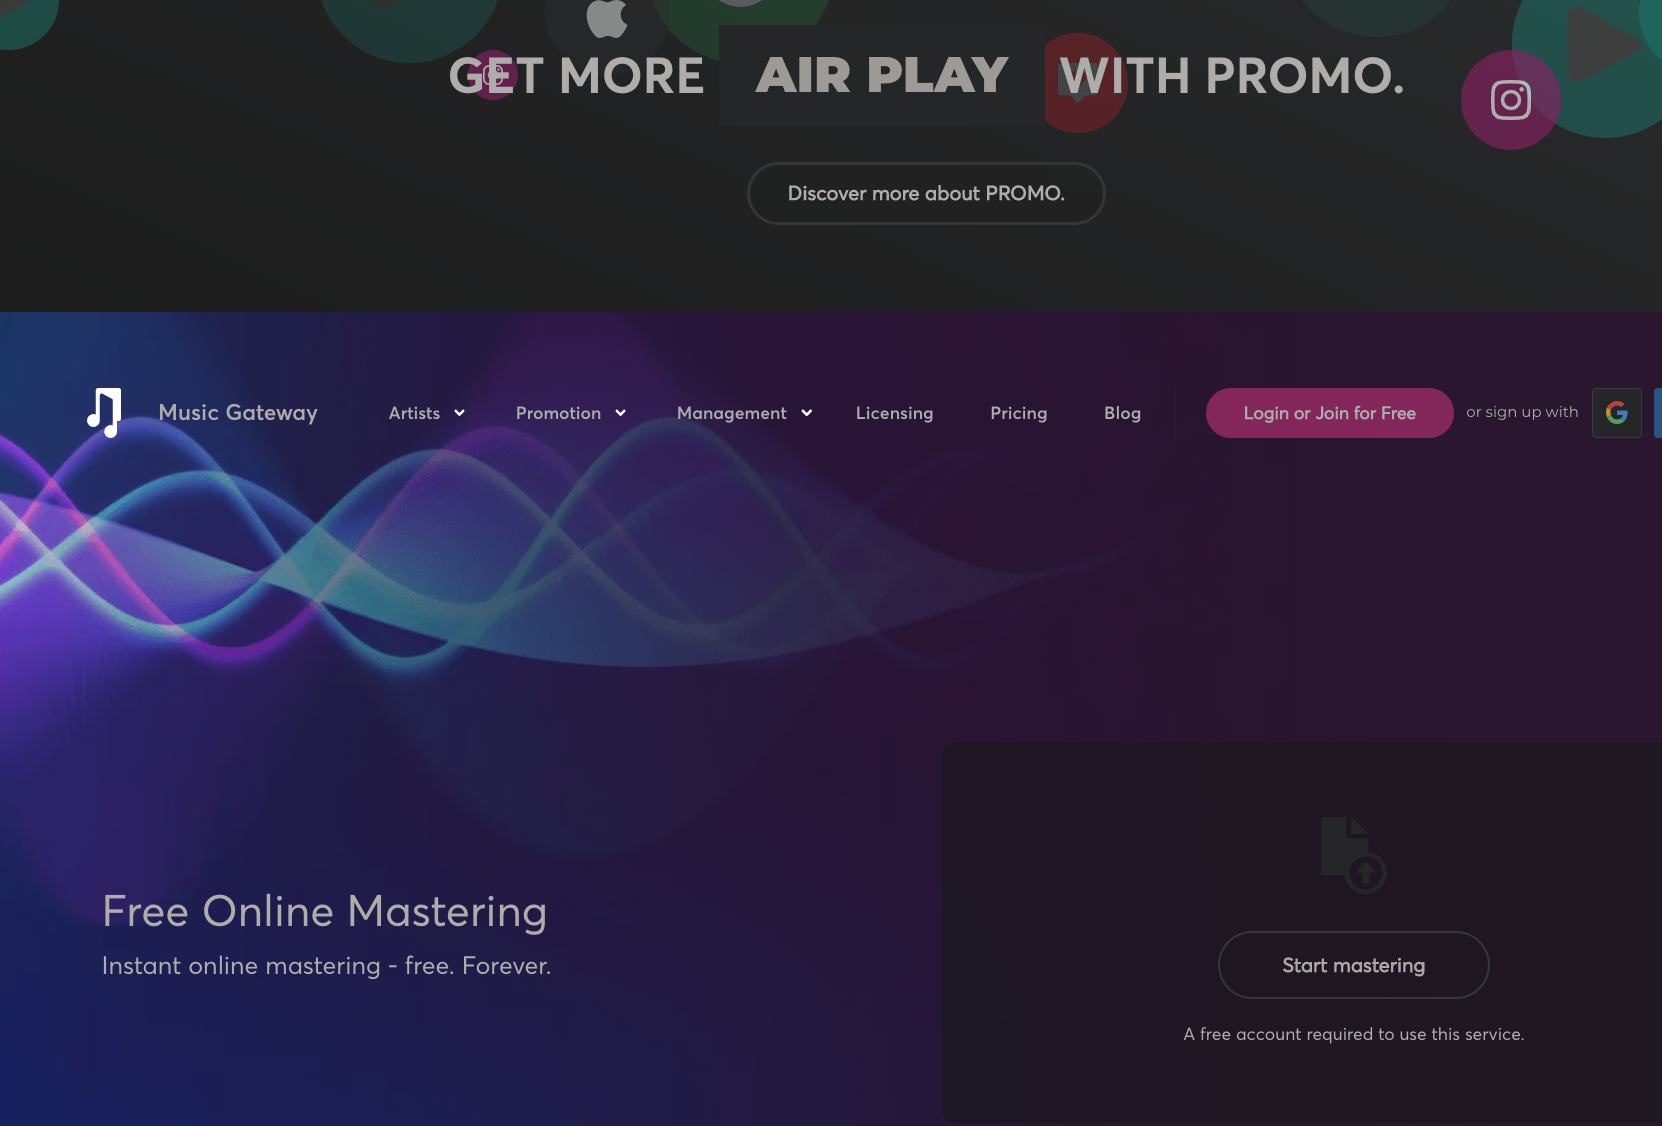 GET MORE AIR PLAY WITH PROMO.
Discover more about PROMO.
Music Gateway
Artists
Promotion
Management
Licensing
Pricing
Blog
Login or Join for Free
or sign up with
Free Online Mastering
Instant online mastering - free. Forever.
Start mastering
A free account required to use this service.